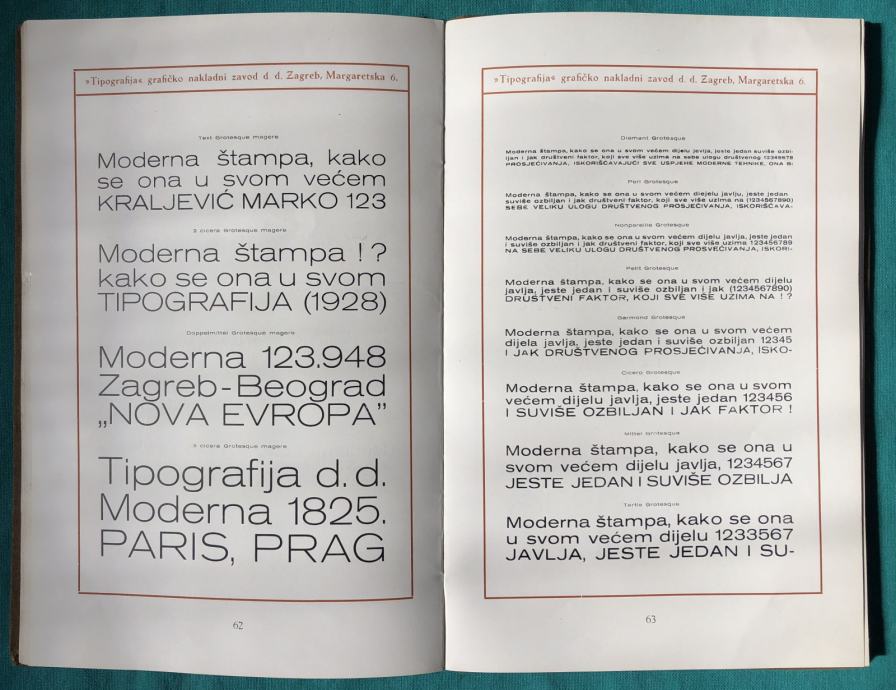 »Tipografija« grafičko nakladni zavod d. d. Zagreb, Margaretska 6.
Text Grotesque magere
Moderna štampa, kako
se ona u svom većem
KRALJEVIĆ MARKO 123
2 cicera Grotesque magere
Moderna štampa ! ?
kako se ona u svom
TIPOGRAFIJA (1928)
Doppelmittel Grotesque magere
Moderna 123.948
Zagreb-Beograd
„NOVA EVROPA”
3 cicera Grotesque magere
Tipografija d. d.
Moderna 1825.
PARIS, PRAG
62
»Tipografija« grafičko nakladni zavod d. d. Zagreb, Margaretska 6.
Diamant Grotesque
Moderna štampa, kako se ona u svom većem dijelu javlja, jeste jedan suviše ozbi-
ljan i jak društveni faktor, koji sve više uzima na sebe ulogu društvenog 12345678
PROSJEĆIVANJA, ISKORIŠĆAVAJUĆI SVE USPJEHE MODERNE TEHNIKE, ONA B-
Perl Grotesque
Moderna štampa, kako se ona u svom većem dijelu javlju, jeste jedan
suviše ozbiljan i jak društveni faktor, koji sve više uzima na (1234567890)
SEBE VELIKU ULOGU DRUŠTVENOG PROSJEĆIVANJA, ISKORIŠĆAVA-
Nonpareille Grotesque
Moderna štampa, kako se ona u svom većem dijelu javlja, jeste jedan
i suviše ozbiljan i jak društveni faktor, koji sve više uzima 123456789
NA SEBE VELIKU ULOGU DRUŠTVENOG PROSVEĆIVANJA, ISKORI-
Petit Grotesque
Moderna štampa, kako se ona u svom većem dijelu
javlja, jeste jedan i suviše ozbiljan i jak (1234567890)
DRUŠTVENI FAKTOR, KOJI SVE VIŠE UZIMA NA ! ?
Garmond Grotesque
Moderna štampa, kako se ona u svom većem
dijelu javlja, jeste jedan i suviše ozbiljan 12345
I JAK DRUŠTVENOG PROSJEĆIVANJA, ISKO-
Cicero Grotesque
Moderna štampa, kako se ona u svom
većem dijelu javlja, jeste jedan 123456
I SUVIŠE OZBILJAN I JAK FAKTOR !
Mittel Grotesque
Moderna štampa, kako se ona u
svom većem dijelu javlja, 1234567
JESTE JEDAN I SUVIŠE OZBILJA
Tertia Grotesque
Moderna štampa, kako se ona
u svom većem dijelu 1233567
JAVLJA, JESTE JEDAN I SU-
63